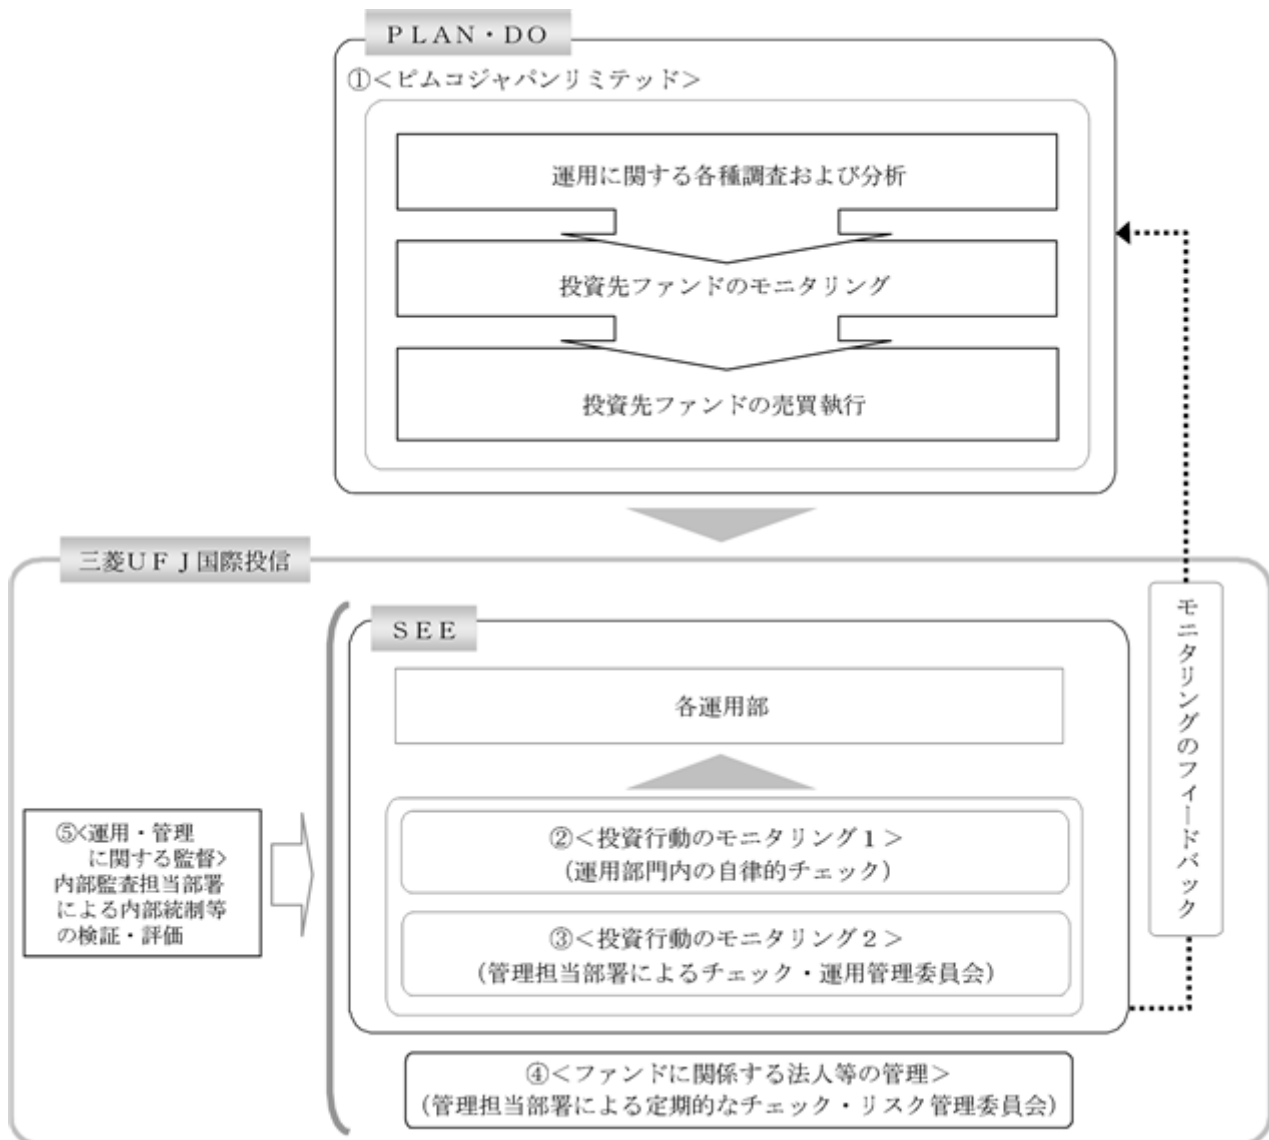 ＰＬＡＮ・ＤＯ
①＜ピムコジャパンリミテッド＞
運用に関する各種調査および分析
投資先ファンドのモニタリング
投資先ファンドの売買執行
三菱ＵＦＪ国際投信
ＳＥＥ
各運用部
②＜投資行動のモニタリング１＞
（運用部門内の自律的チェック）
③＜投資行動のモニタリング２＞
（管理担当部署によるチェック・運用管理委員会）
④＜ファンドに関係する法人等の管理＞
（管理担当部署による定期的なチェック・リスク管理委員会）
⑤<運用・管理
に関する監督>
内部監査担当部署
による内部統制等
の検証・評価
モニタリングのフィードバック